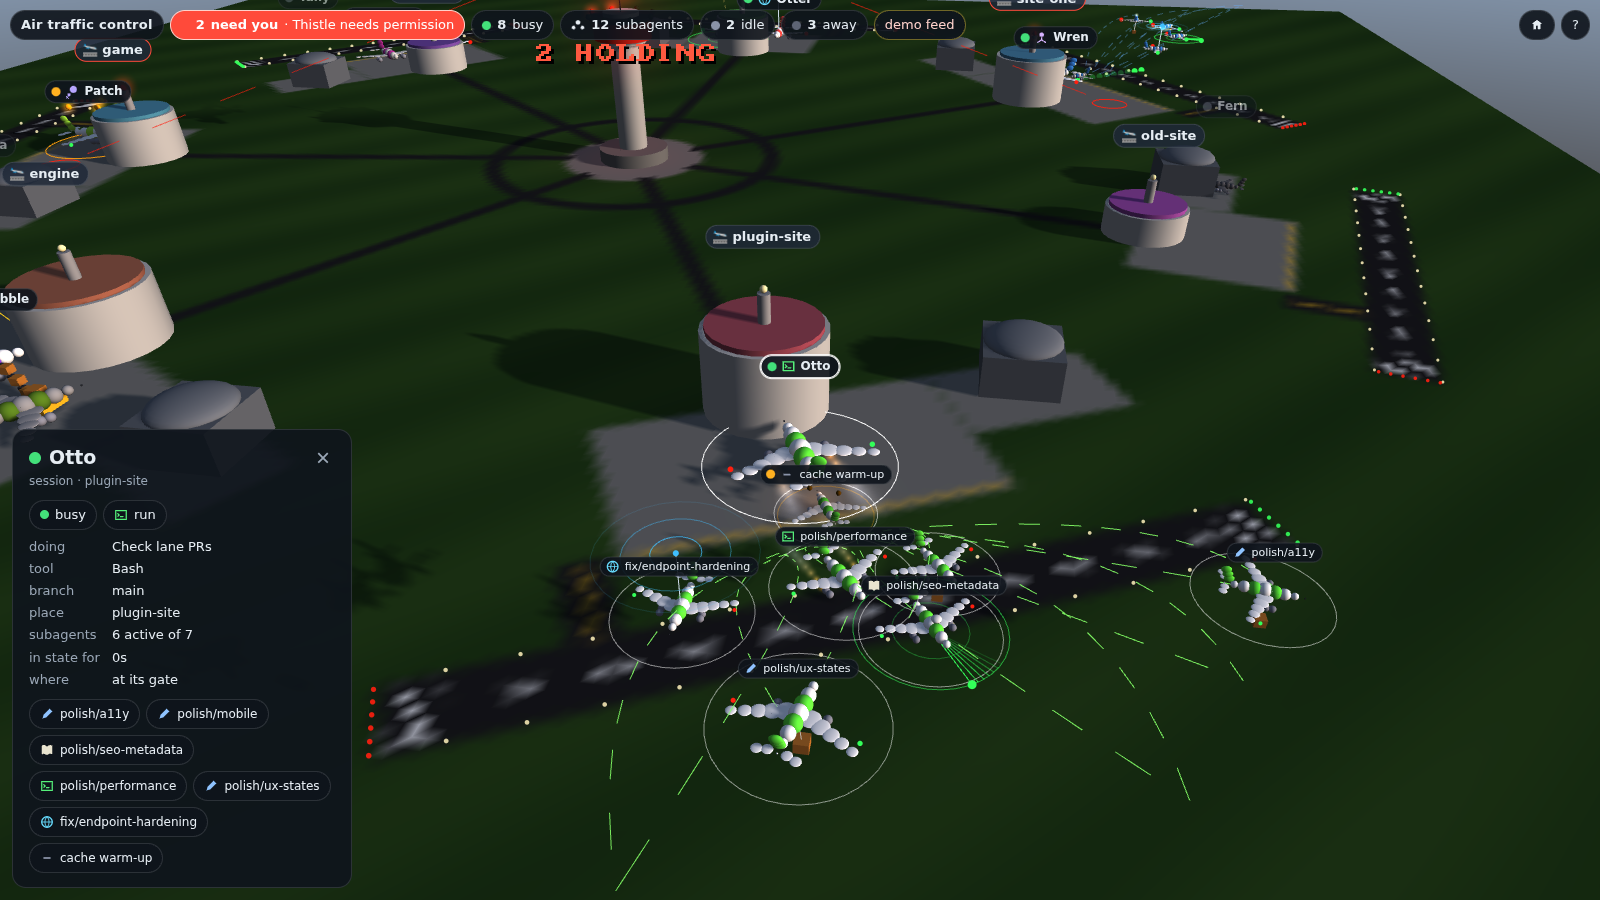 Air traffic control
2 need you · Thistle needs permission
8 busy
12 subagents
2 idle
3 away
demo feed
?
Otter
site-one
game
2 HOLDING
Wren
Patch
Fern
old-site
engine
plugin-site
bble
Otto
cache warm-up
polish/performance
polish/a11y
fix/endpoint-hardening
polish/seo-metadata
polish/ux-states
Otto
session · plugin-site
busy
run
doing Check lane PRs
tool Bash
branch main
place plugin-site
subagents 6 active of 7
in state for 0s
where at its gate
polish/a11y
polish/mobile
polish/seo-metadata
polish/performance
polish/ux-states
fix/endpoint-hardening
cache warm-up